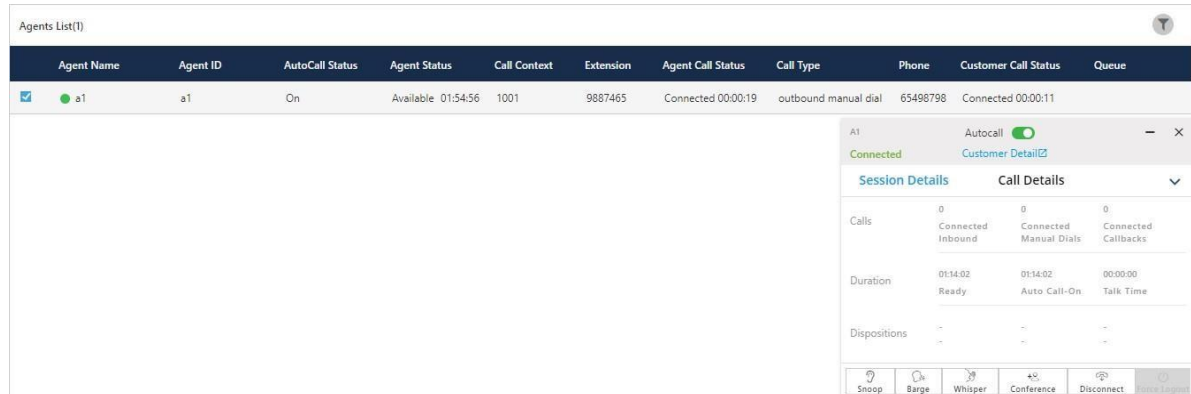 Agents List(1)
Agent Name Agent ID AutoCall Status Agent Status Call Context Extension Agent Call Status Call Type Phone Customer Call Status Queue
a1 a1 On Available 01:54:56 1001 9887465 Connected 00:00:19 outbound manual dial 65498798 Connected 00:00:11
A1 Autocall
Connected Customer Detail
Session Details Call Details
Calls 0 0 0
Connected Connected Connected
Inbound Manual Dials Callbacks
Duration 01:14:02 01:14:02 00:00:00
Ready Auto Call-On Talk Time
Dispositions - - -
- - -
Snoop Barge Whisper Conference Disconnect Force Logout